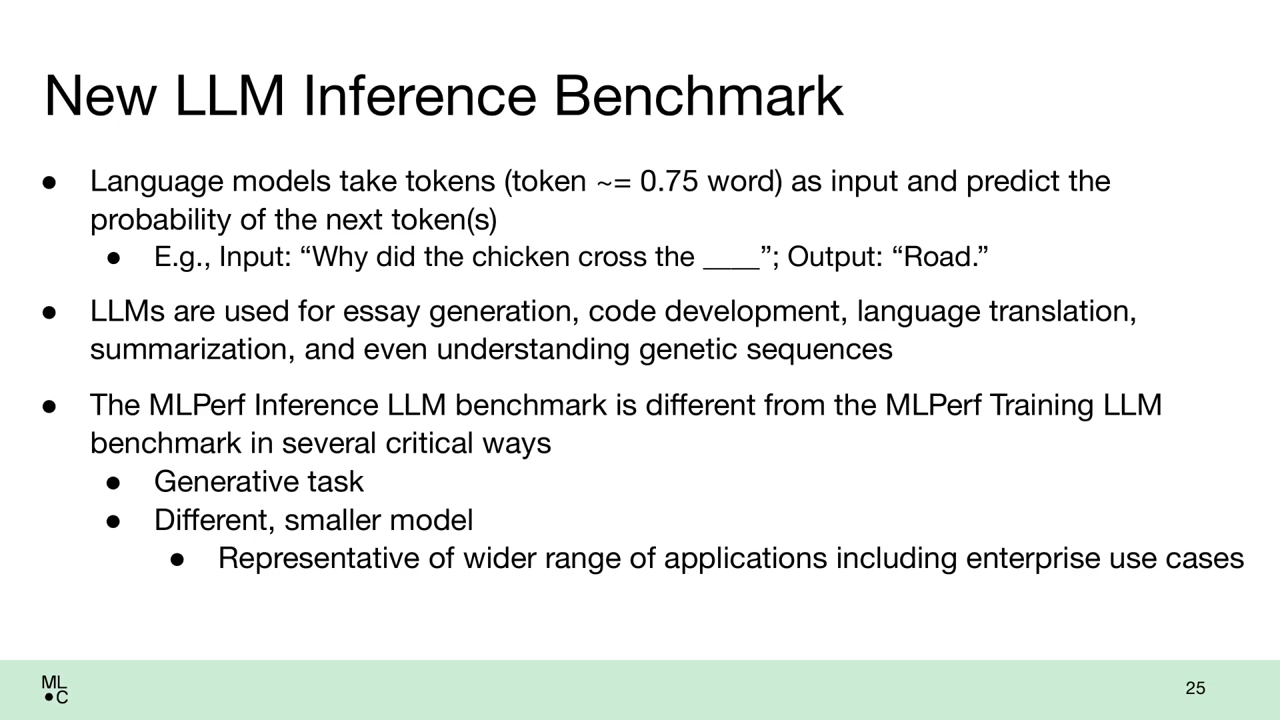 New LLM Inference Benchmark
● Language models take tokens (token ~= 0.75 word) as input and predict the
probability of the next token(s)
● E.g., Input: “Why did the chicken cross the ____”; Output: “Road.”
● LLMs are used for essay generation, code development, language translation,
summarization, and even understanding genetic sequences
● The MLPerf Inference LLM benchmark is different from the MLPerf Training LLM
benchmark in several critical ways
● Generative task
● Different, smaller model
● Representative of wider range of applications including enterprise use cases
ML
●C
25